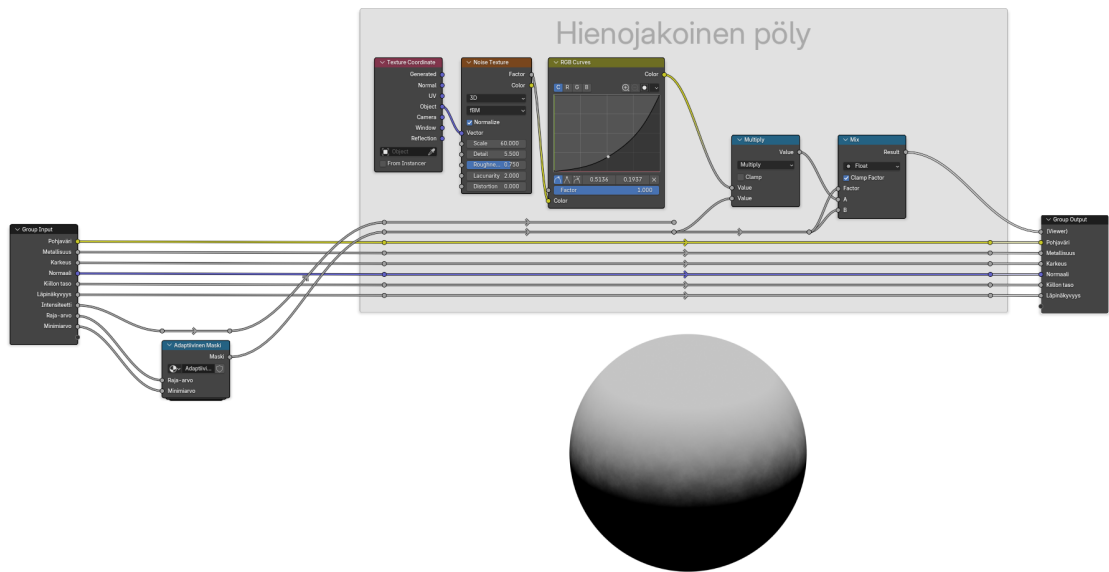 Hienojakoinen pöly
Texture Coordinate
Generated
Normal
UV
Object
Camera
Window
Reflection
Object
From Instancer
Noise Texture
Factor
Color
3D
fBM
Normalize
Vector
Scale 60.000
Detail 5.500
Roughne... 0.750
Lacunarity 2.000
Distortion 0.000
RGB Curves
Color
C R G B
0.5136 0.1937
Factor 1.000
Color
Multiply
Value
Multiply
Clamp
Value
Value
Mix
Result
Float
Clamp Factor
Factor
A
B
Group Input
Pohjaväri
Metallisuus
Karkeus
Normaali
Kiillon taso
Läpinäkyvyys
Intensiteetti
Raja-arvo
Minimiarvo
Adaptiivinen Maski
Maski
Adaptiivi...
Raja-arvo
Minimiarvo
Group Output
(Viewer)
Pohjaväri
Metallisuus
Karkeus
Normaali
Kiillon taso
Läpinäkyvyys